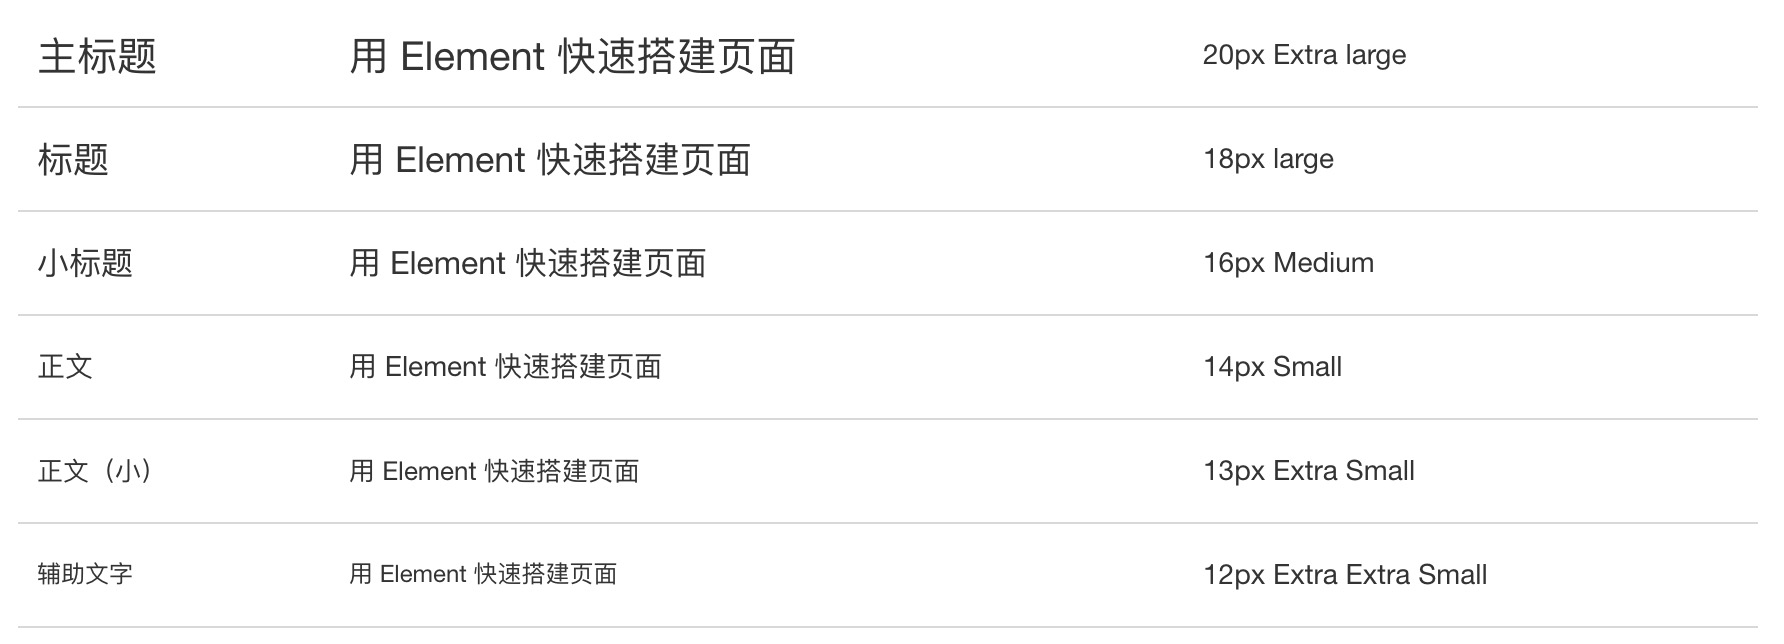 主标题 用 Element 快速搭建页面 20px Extra large
标题 用 Element 快速搭建页面 18px large
小标题 用 Element 快速搭建页面 16px Medium
正文 用 Element 快速搭建页面 14px Small
正文（小） 用 Element 快速搭建页面 13px Extra Small
辅助文字 用 Element 快速搭建页面 12px Extra Extra Small